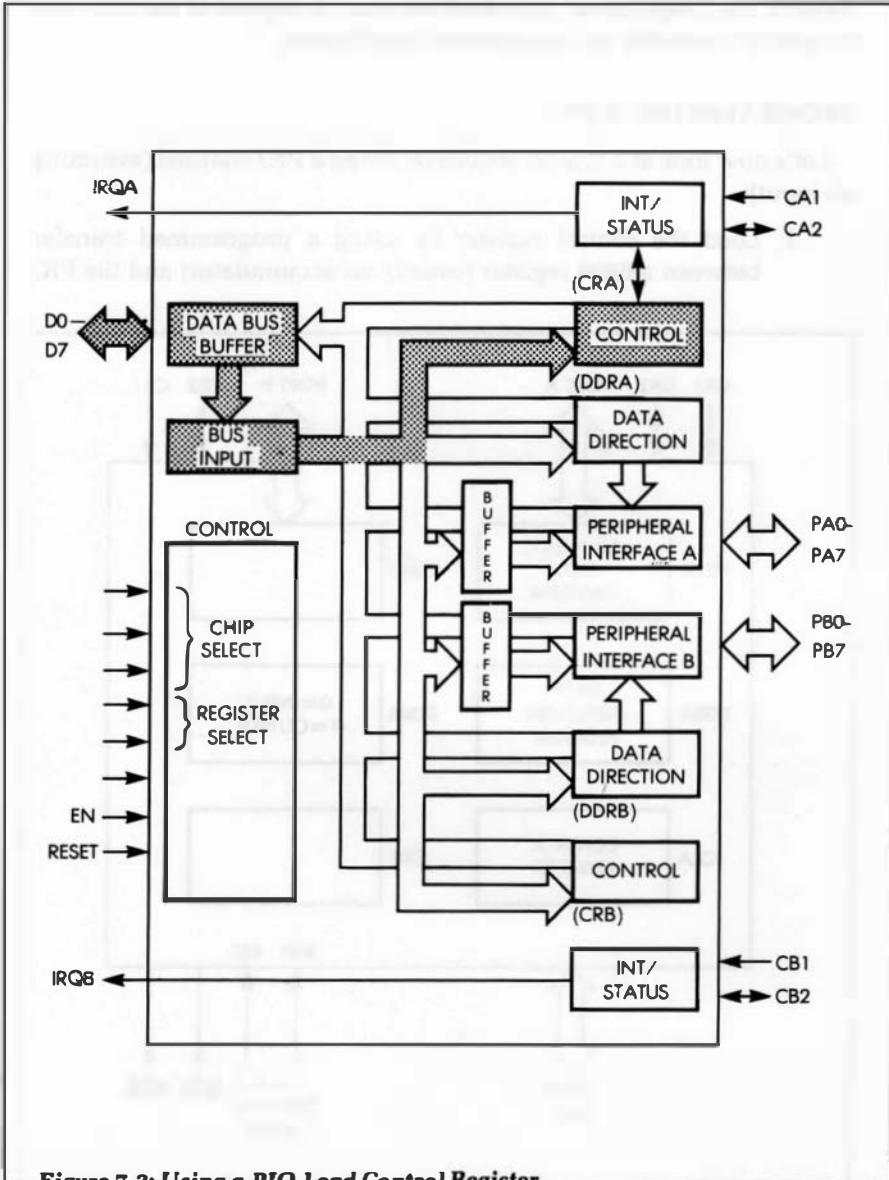 IRQA
INT/
STATUS
CA1
CA2
(CRA)
D0–
D7
DATA BUS
BUFFER
CONTROL
(DDRA)
BUS
INPUT
DATA
DIRECTION
CONTROL
BUFFER
PERIPHERAL
INTERFACE A
PA0-
PA7
CHIP
SELECT
BUFFER
PERIPHERAL
INTERFACE B
PB0-
PB7
REGISTER
SELECT
DATA
DIRECTION
(DDRB)
EN
RESET
CONTROL
(CRB)
IRQB
INT/
STATUS
CB1
CB2
Figure 7.3: Using a PIO Load Control Register